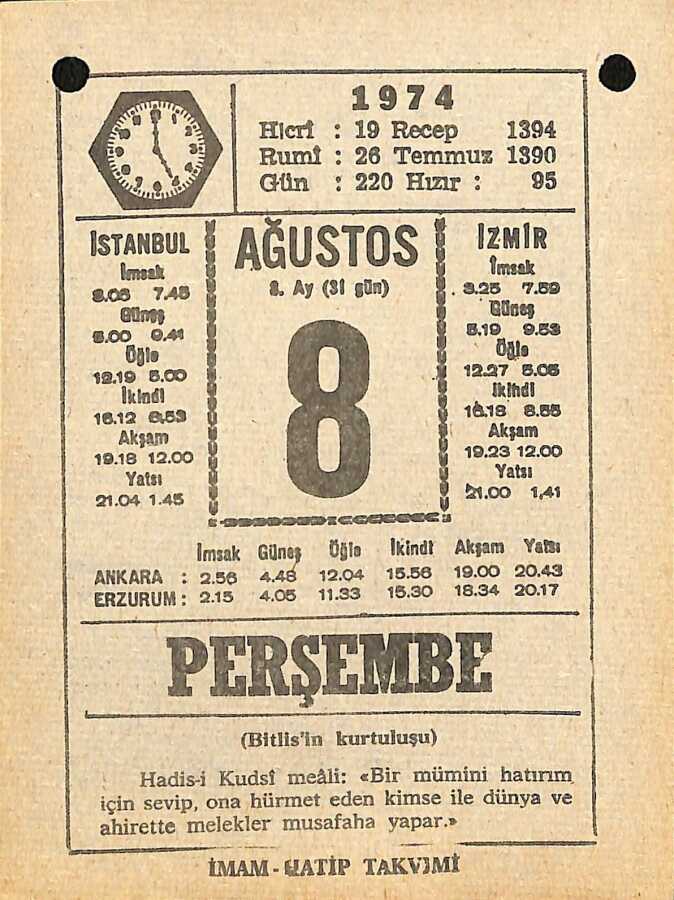 1974
Hicrî : 19 Recep 1394
Rumî : 26 Temmuz 1390
Gün : 220 Hızır : 95
İSTANBUL
İmsak
3.06 7.48
Güneş
5.00 9.41
Öğle
12.19 5.00
İkindi
16.12 8.53
Akşam
19.18 12.00
Yatsı
21.04 1.45
AĞUSTOS
8. Ay (31 gün)
8
İZMİR
İmsak
3.25 7.59
Güneş
5.19 9.53
Öğle
12.27 5.05
İkindi
16.18 8.55
Akşam
19.23 12.00
Yatsı
21.00 1,41
İmsak Güneş Öğle İkindi Akşam Yatsı
ANKARA : 2.56 4.48 12.04 15.56 19.00 20.43
ERZURUM : 2.15 4.05 11.33 15.30 18.34 20.17
PERŞEMBE
(Bitlis'in kurtuluşu)
Hadis-i Kudsî meâli: «Bir mümini hatırım
için sevip, ona hürmet eden kimse ile dünya ve
ahirette melekler musafaha yapar.»
İMAM - HATİP TAKVİMİ